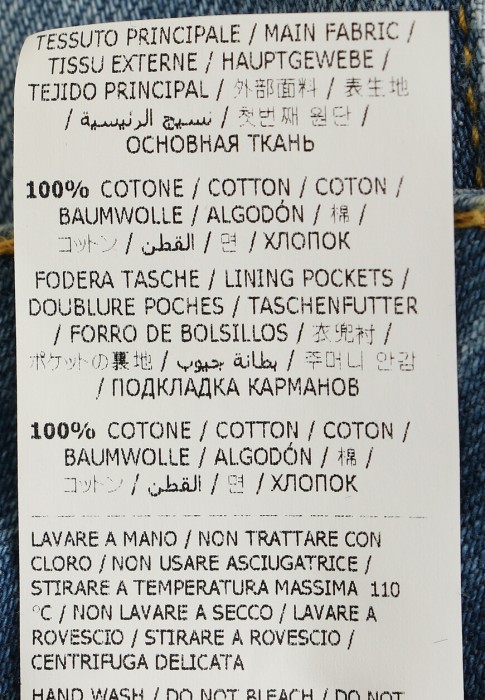 TESSUTO PRINCIPALE / MAIN FABRIC /
TISSU EXTERNE / HAUPTGEWEBE /
TEJIDO PRINCIPAL / 外部面料 / 表生地
/ نسيج الرئيسية / 첫번째 원단 /
ОСНОВНАЯ ТКАНЬ
100% COTONE / COTTON / COTON /
BAUMWOLLE / ALGODÓN / 棉 /
コットン / القطن / 면 / ХЛОПОК
FODERA TASCHE / LINING POCKETS /
DOUBLURE POCHES / TASCHENFUTTER
/ FORRO DE BOLSILLOS / 衣兜衬 /
ポケットの裏地 / بطانة جيوب / 주머니 안감
/ ПОДКЛАДКА КАРМАНОВ
100% COTONE / COTTON / COTON /
BAUMWOLLE / ALGODÓN / 棉 /
コットン / القطن / 면 / ХЛОПОК
LAVARE A MANO / NON TRATTARE CON
CLORO / NON USARE ASCIUGATRICE /
STIRARE A TEMPERATURA MASSIMA 110
°C / NON LAVARE A SECCO / LAVARE A
ROVESCIO / STIRARE A ROVESCIO /
CENTRIFUGA DELICATA
HAND WASH / DO NOT BLEACH / DO NOT